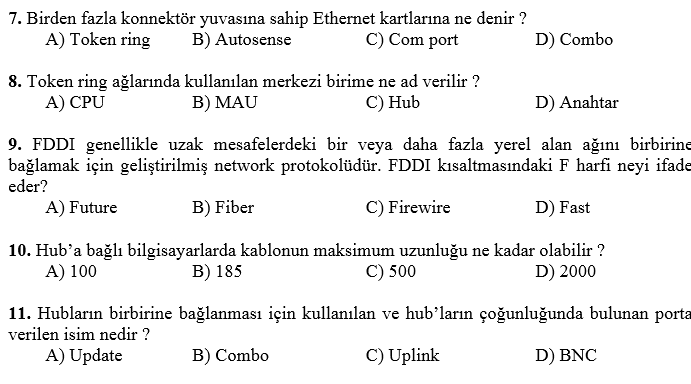 7. Birden fazla konnektör yuvasına sahip Ethernet kartlarına ne denir ?
A) Token ring B) Autosense C) Com port D) Combo
8. Token ring ağlarında kullanılan merkezi birime ne ad verilir ?
A) CPU B) MAU C) Hub D) Anahtar
9. FDDI genellikle uzak mesafelerdeki bir veya daha fazla yerel alan ağını birbirine
bağlamak için geliştirilmiş network protokolüdür. FDDI kısaltmasındaki F harfi neyi ifade
eder?
A) Future B) Fiber C) Firewire D) Fast
10. Hub’a bağlı bilgisayarlarda kablonun maksimum uzunluğu ne kadar olabilir ?
A) 100 B) 185 C) 500 D) 2000
11. Hubların birbirine bağlanması için kullanılan ve hub’ların çoğunluğunda bulunan porta
verilen isim nedir ?
A) Update B) Combo C) Uplink D) BNC